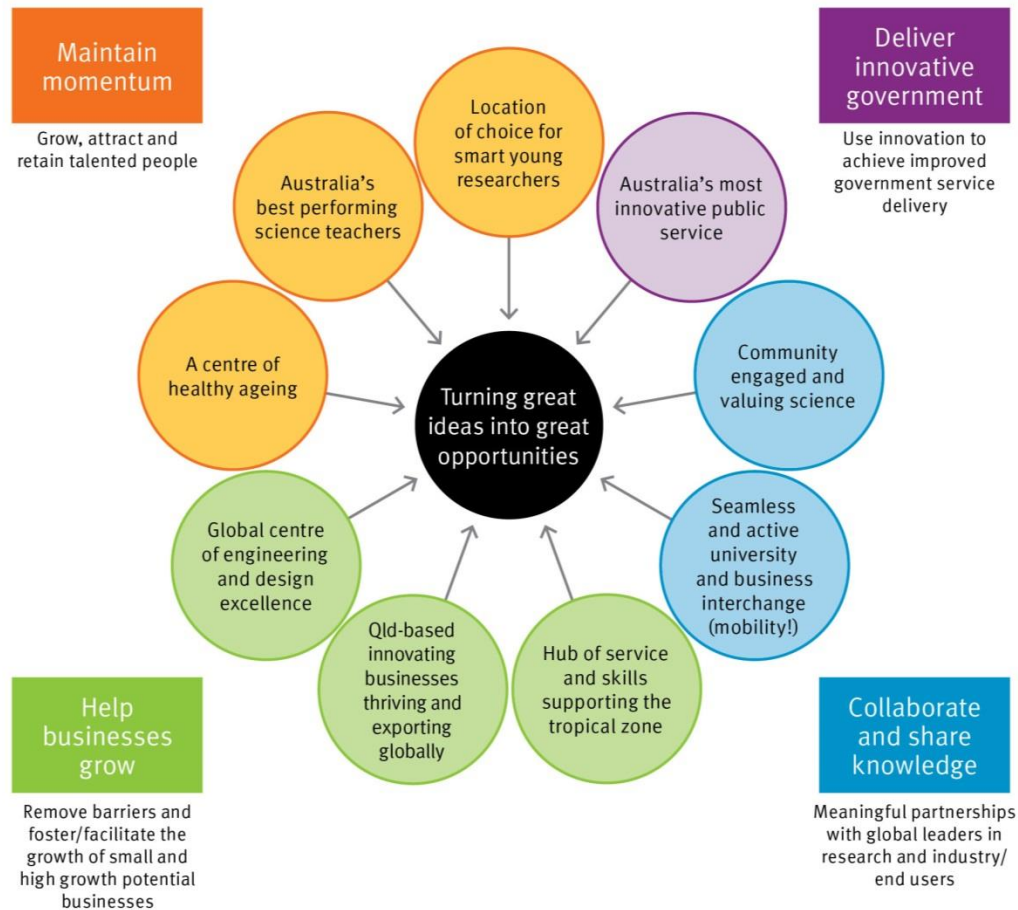 Maintain
momentum
Grow, attract and
retain talented people
Deliver
innovative
government
Use innovation to
achieve improved
government service
delivery
Location
of choice for
smart young
researchers
Australia's
best performing
science teachers
Australia's most
innovative public
service
A centre of
healthy ageing
Community
engaged and
valuing science
Turning great
ideas into great
opportunities
Global centre
of engineering
and design
excellence
Seamless
and active
university
and business
interchange
(mobility!)
Qld-based
innovating
businesses
thriving and
exporting
globally
Hub of service
and skills
supporting the
tropical zone
Help
businesses
grow
Remove barriers and
foster/facilitate the
growth of small and
high growth potential
businesses
Collaborate
and share
knowledge
Meaningful partnerships
with global leaders in
research and industry/
end users